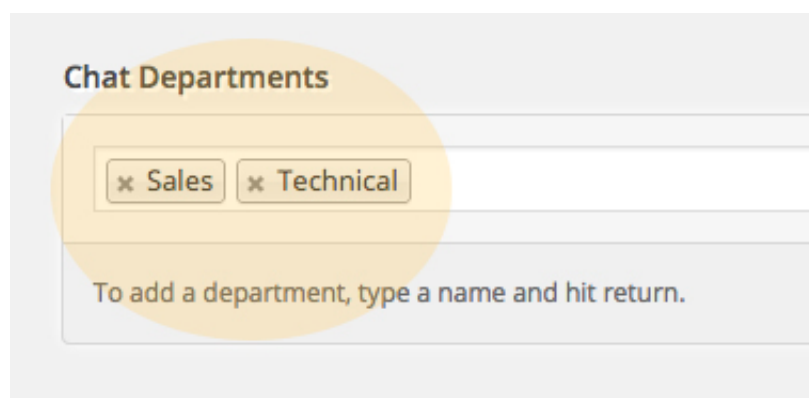 Chat Departments
× Sales × Technical
To add a department, type a name and hit return.